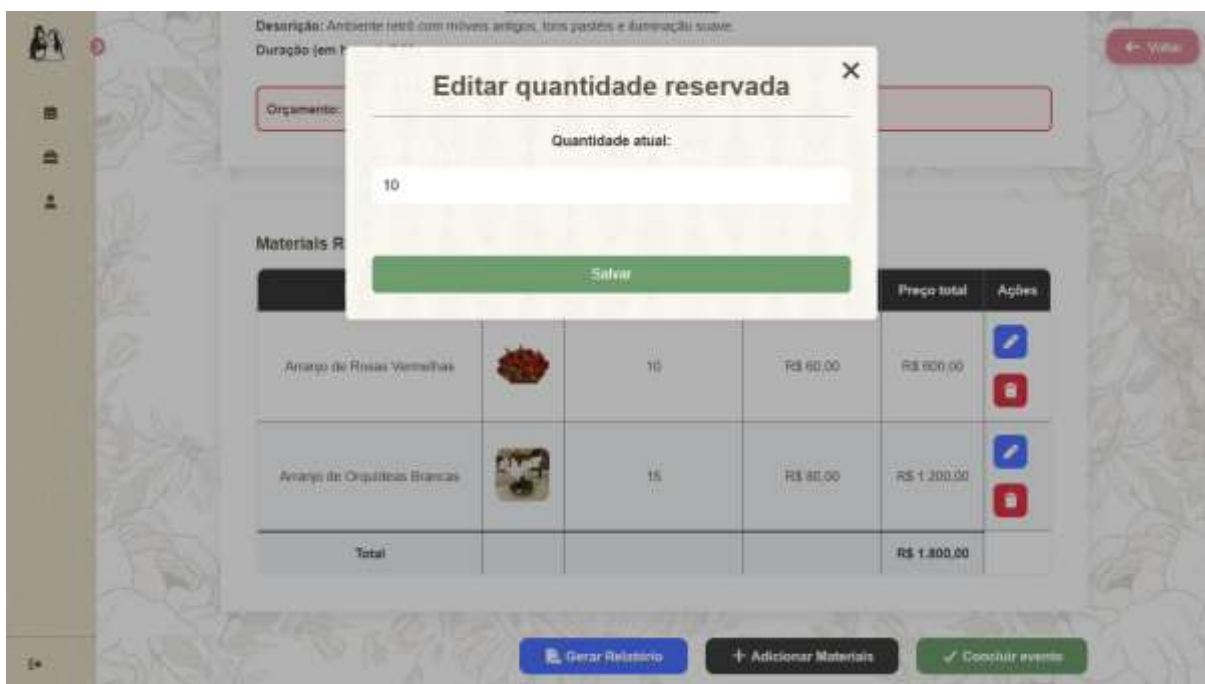 Descrição: Ambiente retrô com móveis antigos, tons pastéis e iluminação suave.
Duração (em h
← Voltar
Editar quantidade reservada
×
Orçamento:
Quantidade atual:
10
Materiais R
Salvar
Preço total Ações
Arranjo de Rosas Vermelhas 10 R$ 60,00 R$ 600,00
Arranjo de Orquídeas Brancas 15 R$ 80,00 R$ 1.200,00
Total R$ 1.800,00
Gerar Relatório + Adicionar Materiais ✓ Concluir evento